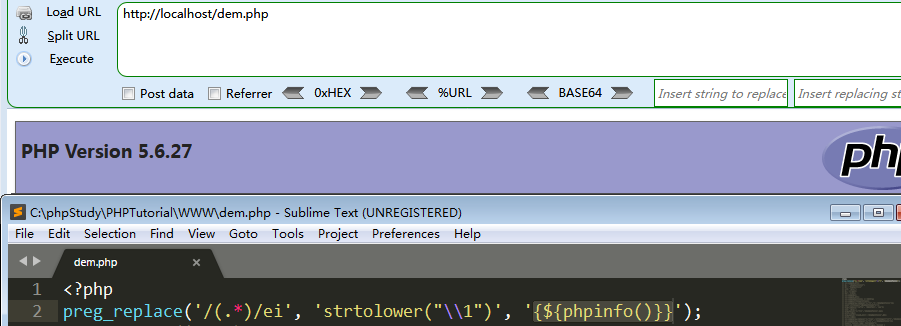 Load URL
http://localhost/dem.php
Split URL
Execute
Post data Referrer 0xHEX %URL BASE64 Insert string to replace Insert replacing st
PHP Version 5.6.27
php
C:\phpStudy\PHPTutorial\WWW\dem.php - Sublime Text (UNREGISTERED)
File Edit Selection Find View Goto Tools Project Preferences Help
dem.php ×
1 <?php
2 preg_replace('/(.*)/ei', 'strtolower("\\1")', '{${phpinfo()}}');